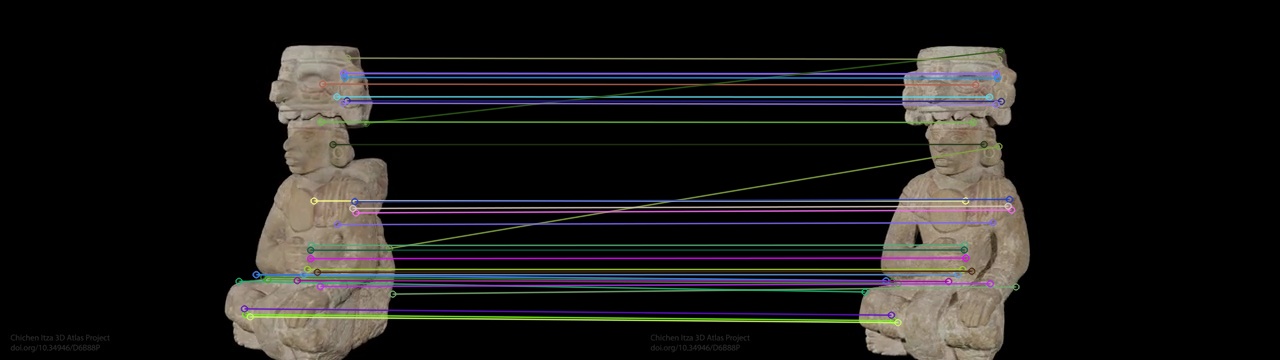 Chichen Itza 3D Atlas Project
doi.org/10.34946/D6B88P
Chichen Itza 3D Atlas Project
doi.org/10.34946/D6B88P